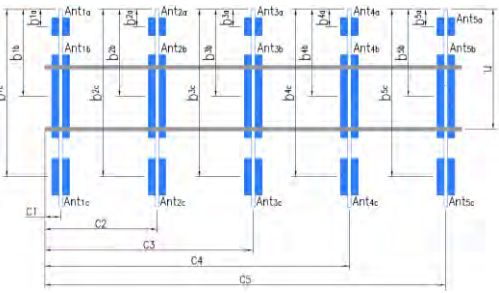 Ant1a Ant2a Ant3a Ant4a Ant5a
b1a b2a b3a b4a b5a
b1b b2b b3b b4b b5b
Ant1b Ant2b Ant3b Ant4b Ant5b
b2c b3c b4c b5c
Ant1c Ant2c Ant3c Ant4c Ant5c
C1
C2
C3
C4
C5